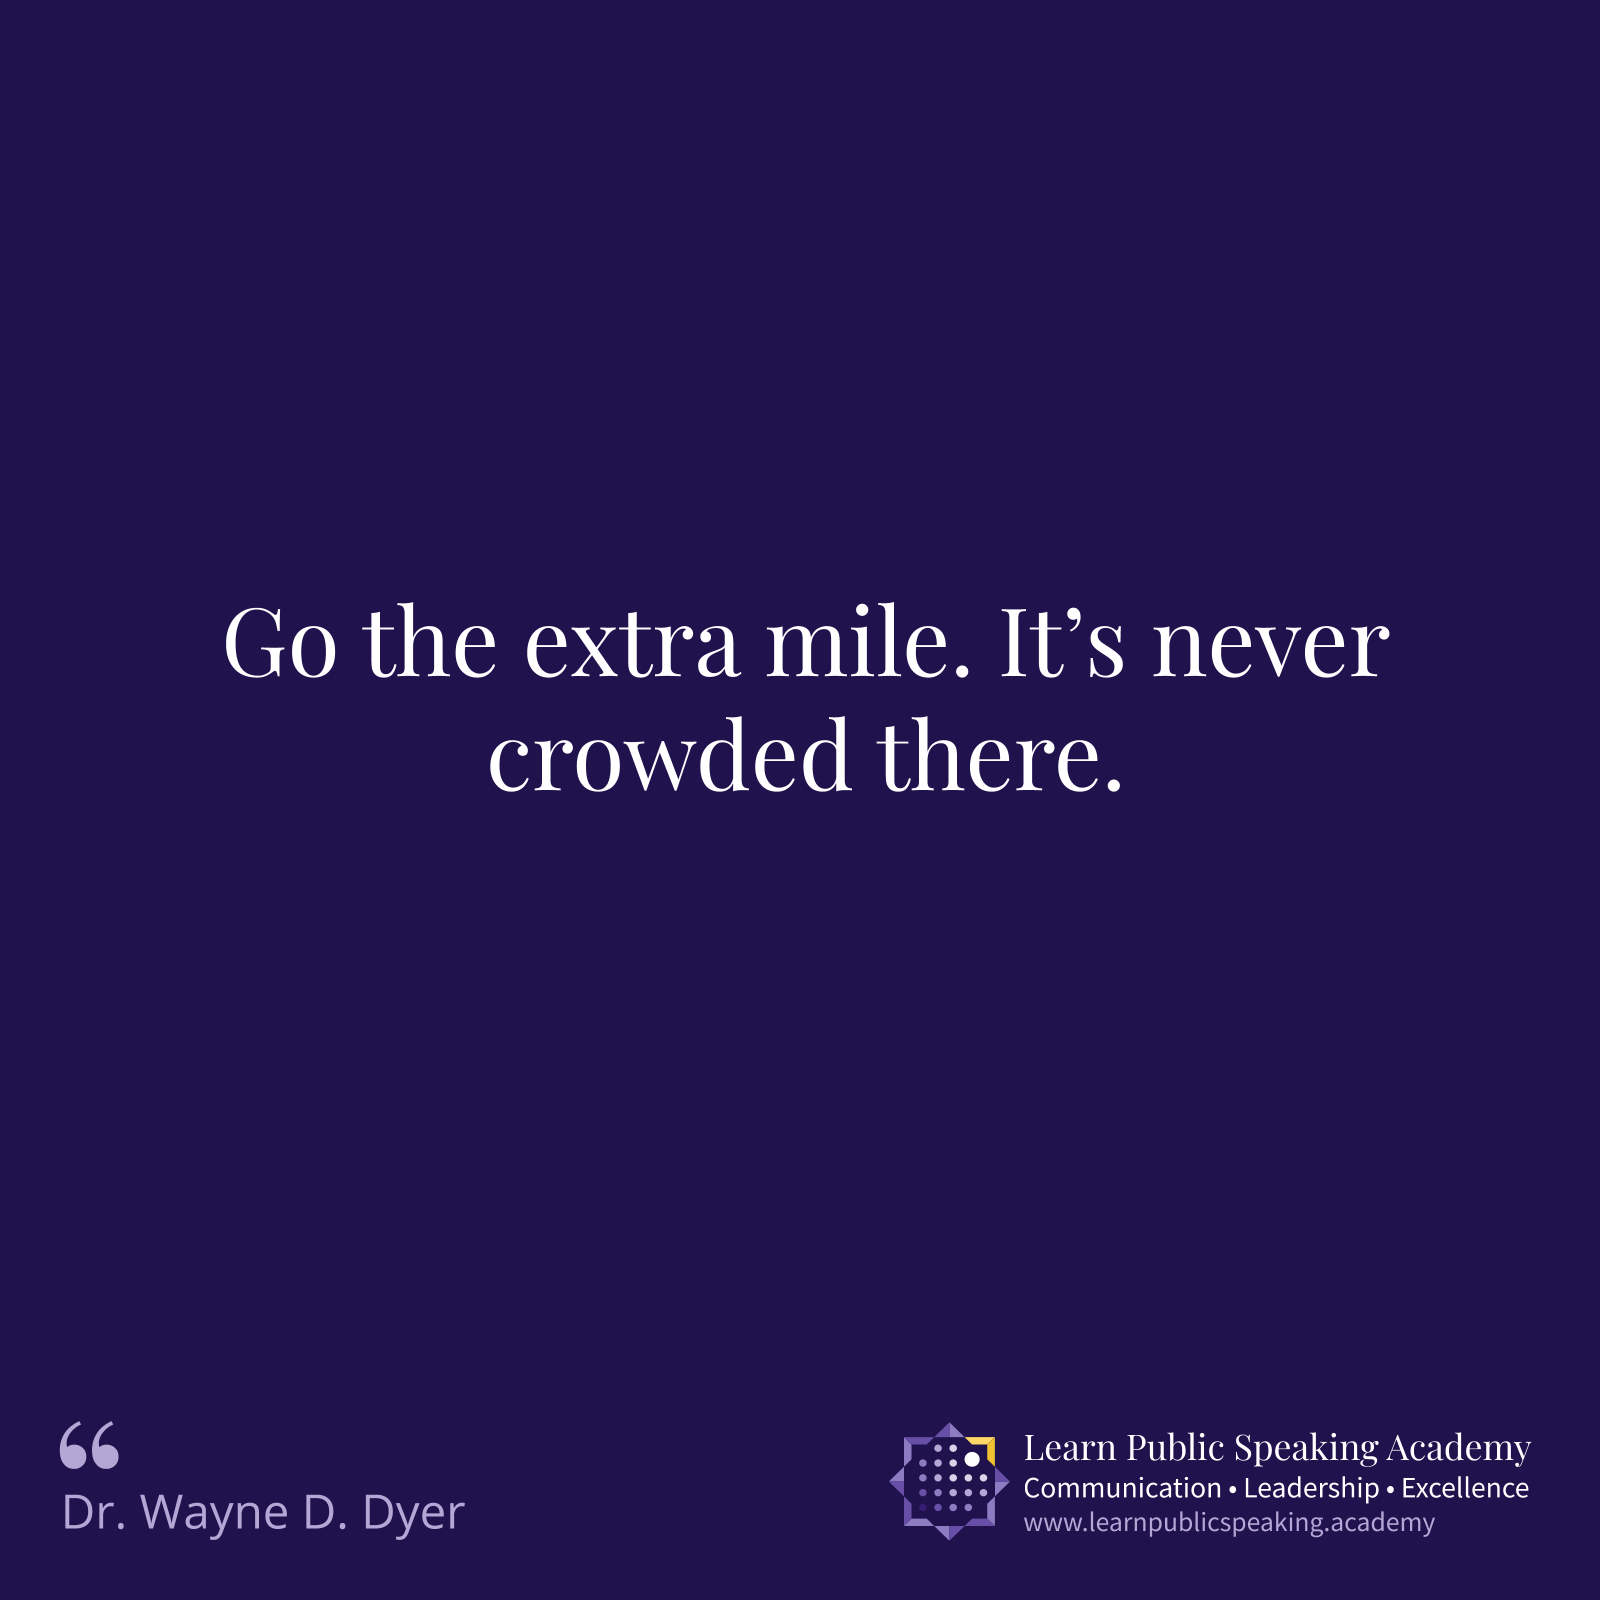 Go the extra mile. It’s never
crowded there.
“
Dr. Wayne D. Dyer
Learn Public Speaking Academy
Communication • Leadership • Excellence
www.learnpublicspeaking.academy